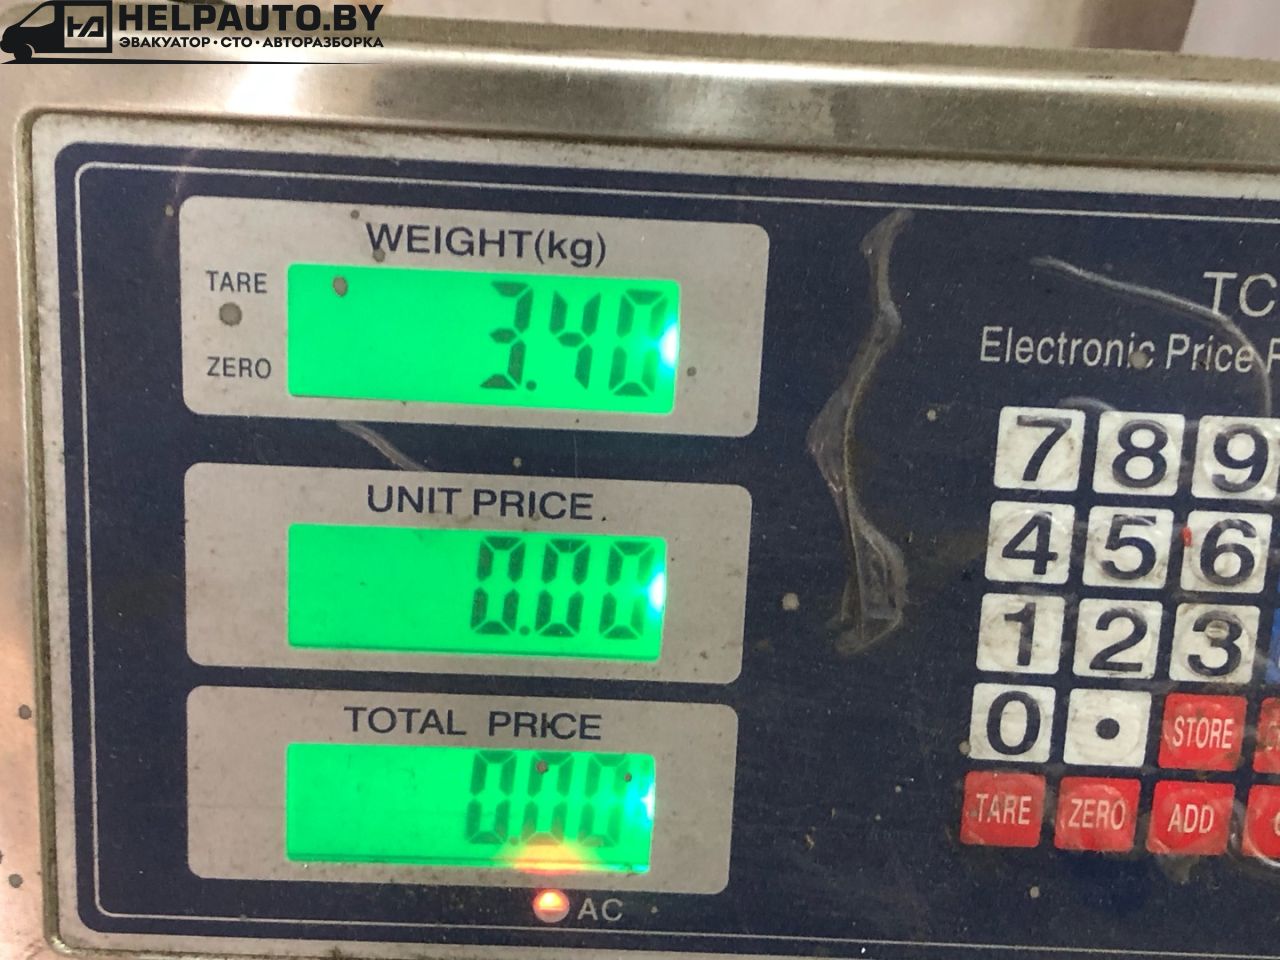 HELPAUTO.BY
ЭВАКУАТОР·СТО·АВТОРАЗБОРКА
WEIGHT(kg)
TARE
3.40
ZERO
UNIT PRICE
0.00
TOTAL PRICE
0.00
AC
TC
Electronic Price
7 8 9
4 5 6
1 2 3
0 . STORE
TARE ZERO ADD